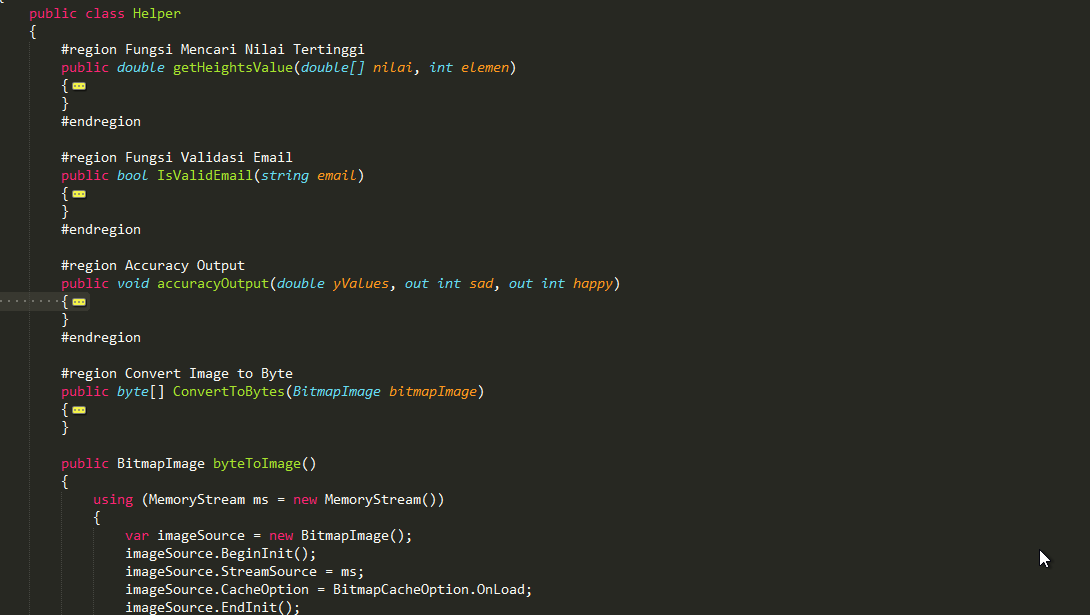 public class Helper
{
#region Fungsi Mencari Nilai Tertinggi
public double getHeightsValue(double[] nilai, int elemen)
{
}
#endregion
#region Fungsi Validasi Email
public bool IsValidEmail(string email)
{
}
#endregion
#region Accuracy Output
public void accuracyOutput(double yValues, out int sad, out int happy)
{
}
#endregion
#region Convert Image to Byte
public byte[] ConvertToBytes(BitmapImage bitmapImage)
{
}
public BitmapImage byteToImage()
{
using (MemoryStream ms = new MemoryStream())
{
var imageSource = new BitmapImage();
imageSource.BeginInit();
imageSource.StreamSource = ms;
imageSource.CacheOption = BitmapCacheOption.OnLoad;
imageSource.EndInit();